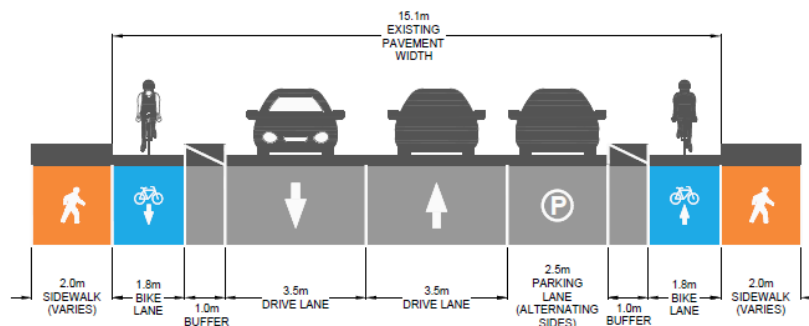 15.1m
EXISTING
PAVEMENT
WIDTH
P
2.0m
SIDEWALK
(VARIES)
1.8m
BIKE
LANE
1.0m
BUFFER
3.5m
DRIVE LANE
3.5m
DRIVE LANE
2.5m
PARKING
LANE
(ALTERNATING
SIDES)
1.0m
BUFFER
1.8m
BIKE
LANE
2.0m
SIDEWALK
(VARIES)